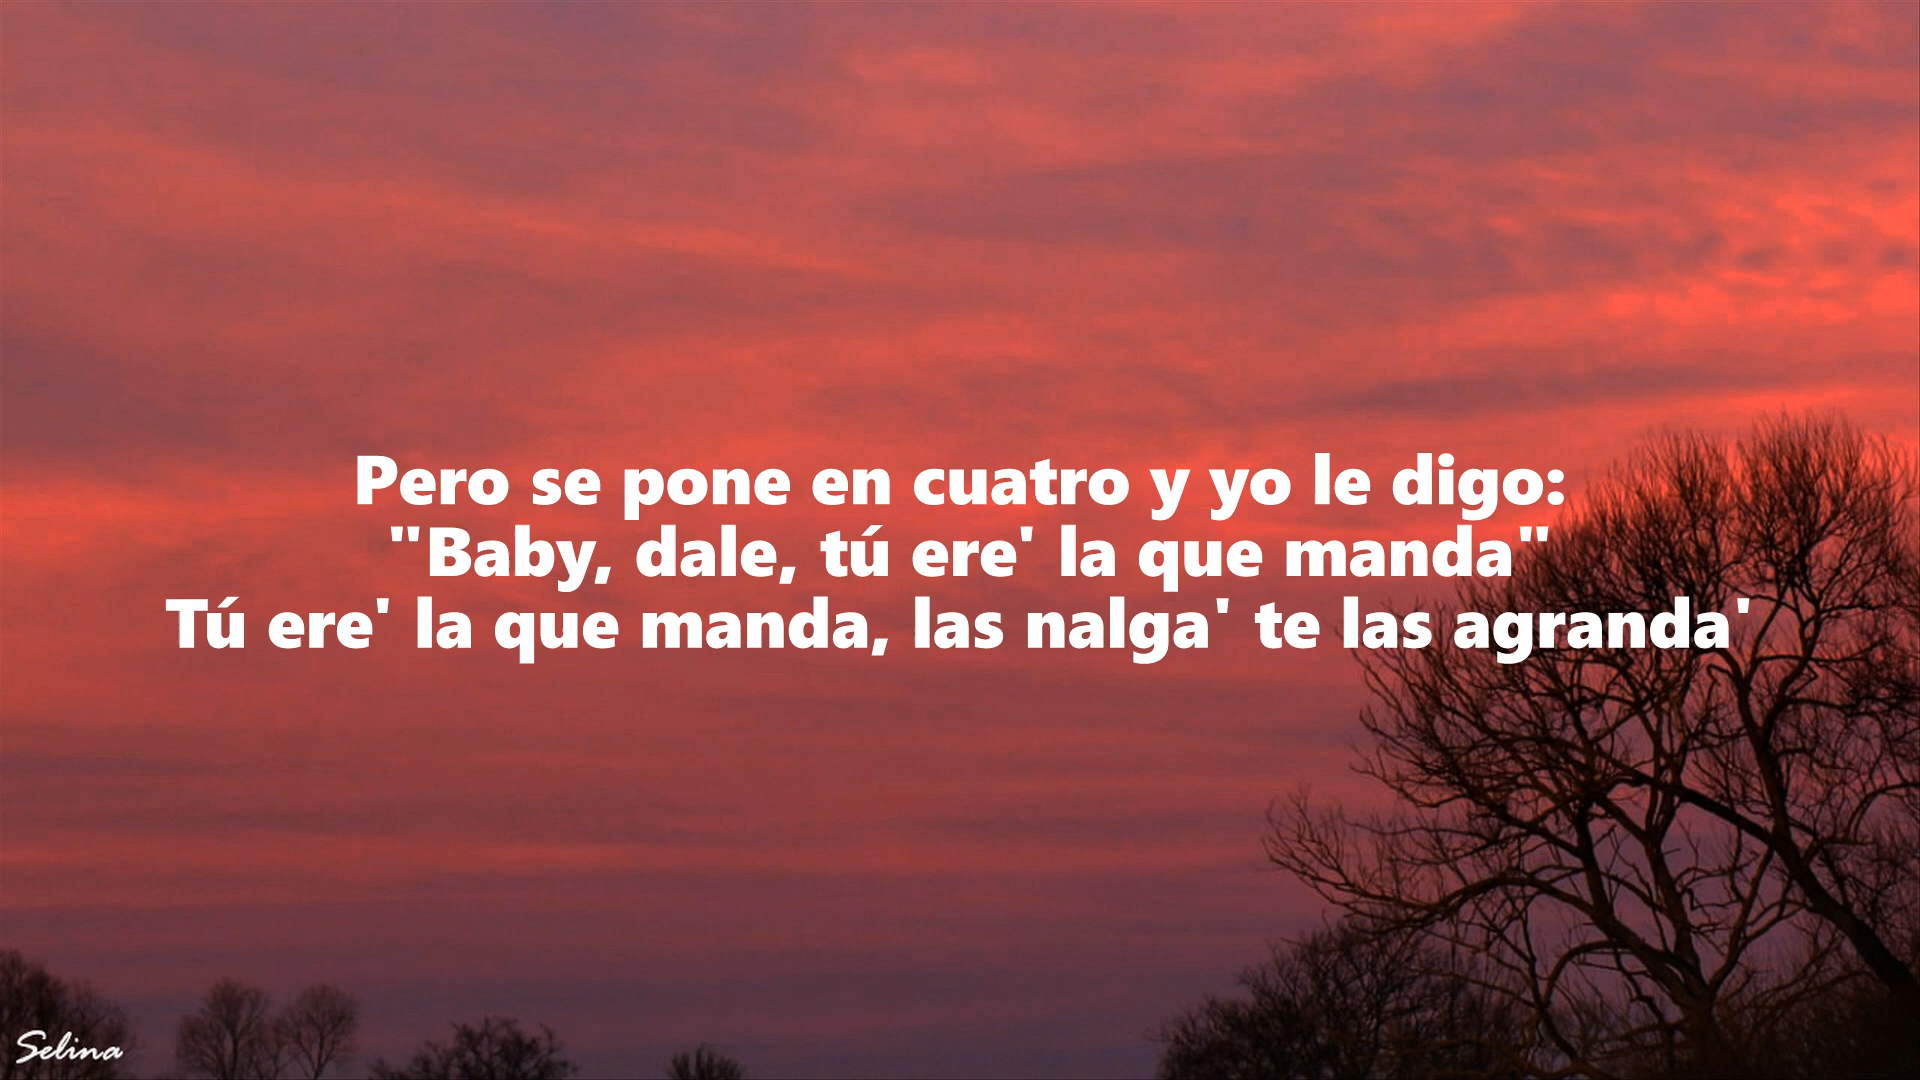 Pero se pone en cuatro y yo le digo:
"Baby, dale, tú ere' la que manda"
Tú ere' la que manda, las nalga' te las agranda'
Selina